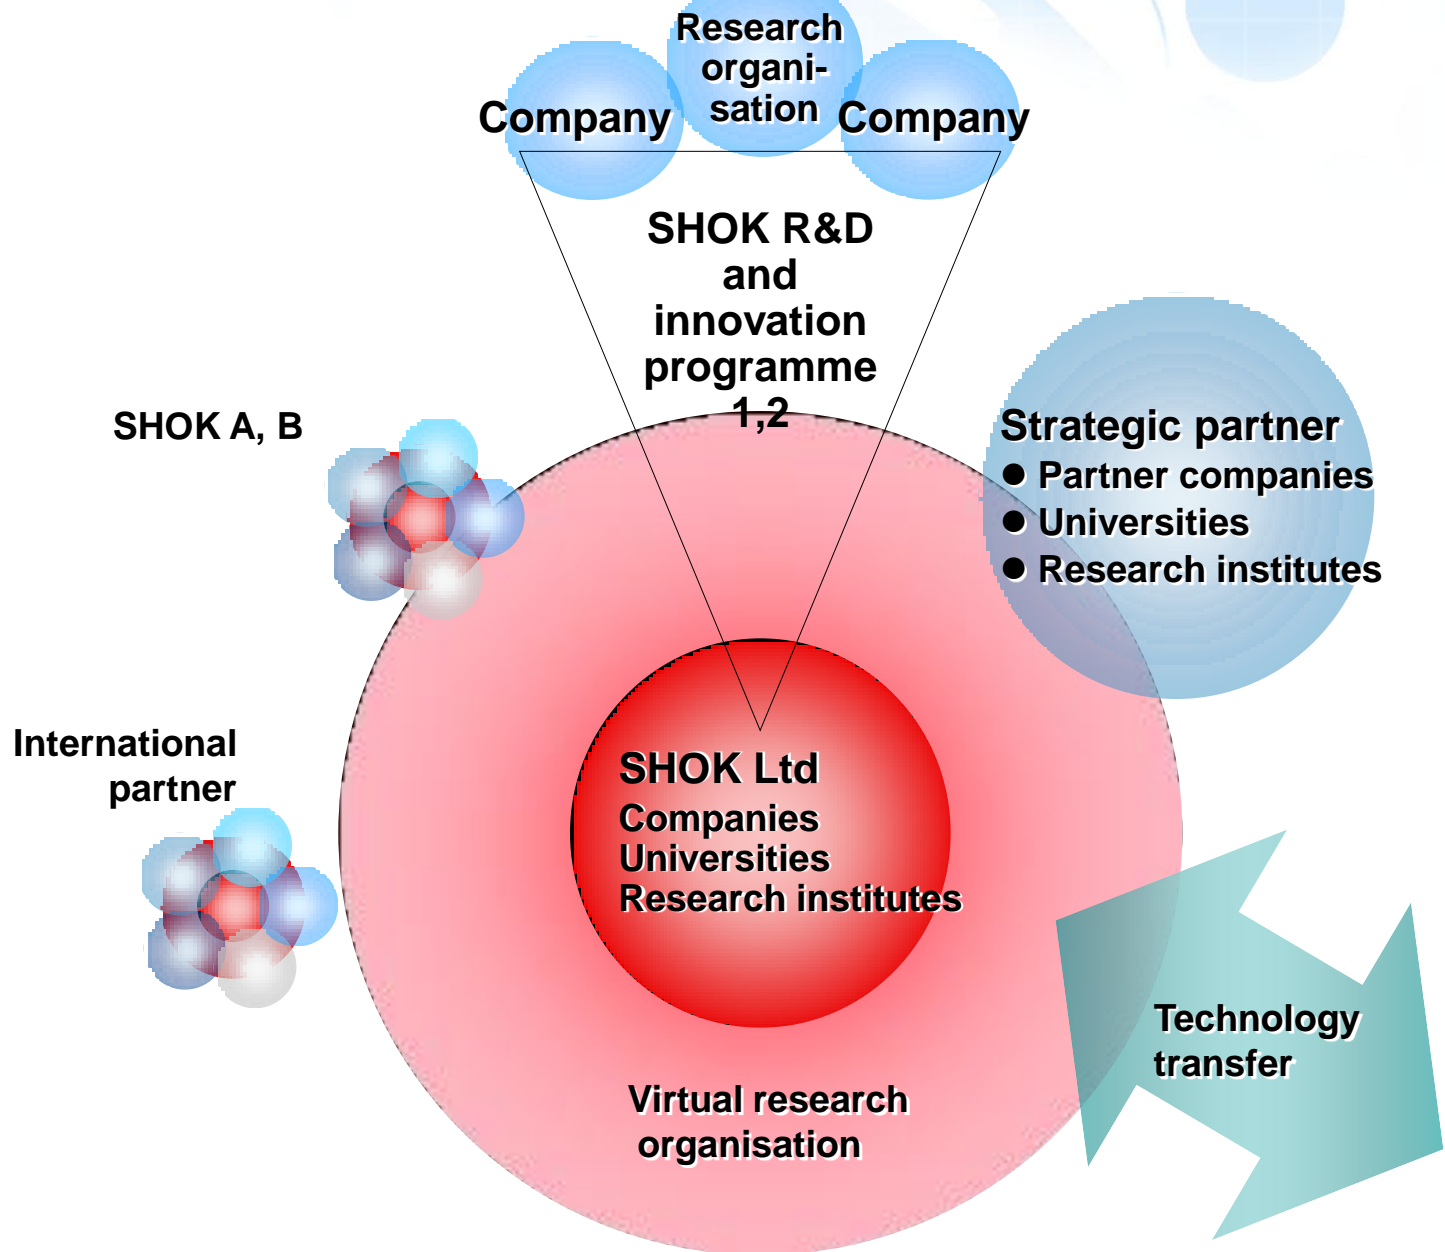 Research
organi-
sation
Company
Company
SHOK R&D
and
innovation
programme
1,2
SHOK A, B
Strategic partner
● Partner companies
● Universities
● Research institutes
International
partner
SHOK Ltd
Companies
Universities
Research institutes
Technology
transfer
Virtual research
organisation